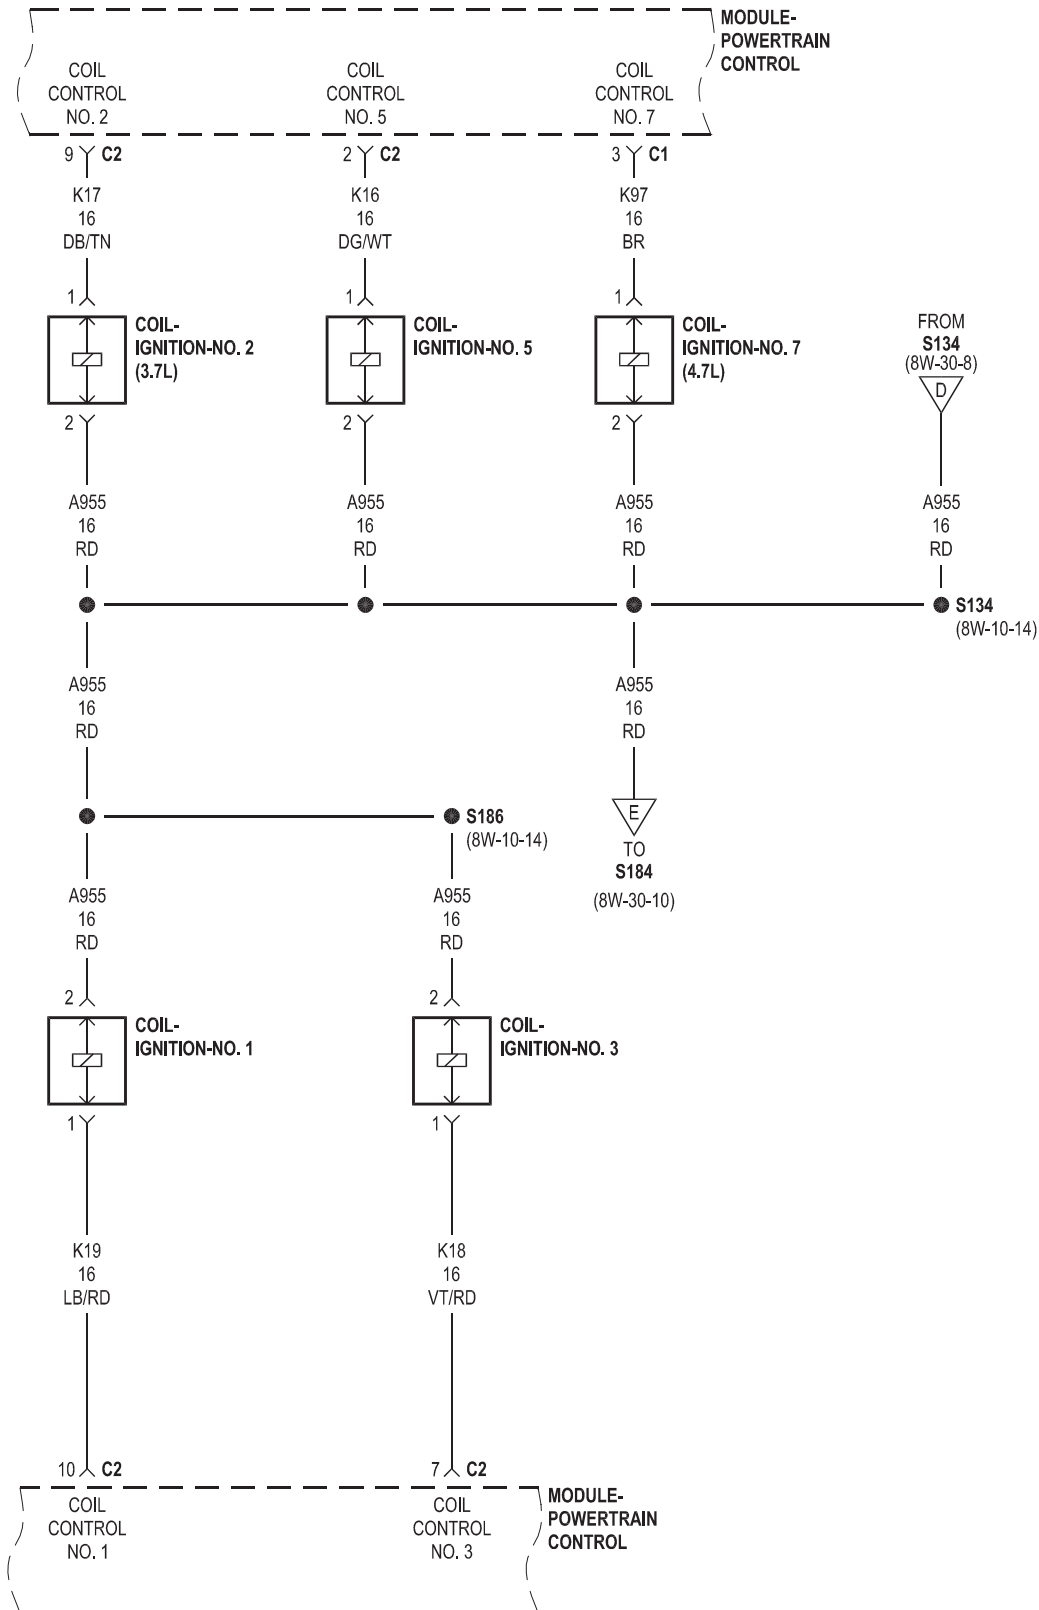 MODULE-
POWERTRAIN
CONTROL
COIL
CONTROL
NO. 2
COIL
CONTROL
NO. 5
COIL
CONTROL
NO. 7
9 C2
2 C2
3 C1
K17
16
DB/TN
K16
16
DG/WT
K97
16
BR
1
1
1
COIL-
IGNITION-NO. 2
(3.7L)
COIL-
IGNITION-NO. 5
COIL-
IGNITION-NO. 7
(4.7L)
FROM
S134
(8W-30-8)
D
2
2
2
A955
16
RD
A955
16
RD
A955
16
RD
A955
16
RD
S134
(8W-10-14)
A955
16
RD
A955
16
RD
E
TO
S184
(8W-30-10)
S186
(8W-10-14)
A955
16
RD
A955
16
RD
2
2
COIL-
IGNITION-NO. 1
COIL-
IGNITION-NO. 3
1
1
K19
16
LB/RD
K18
16
VT/RD
10 C2
7 C2
COIL
CONTROL
NO. 1
COIL
CONTROL
NO. 3
MODULE-
POWERTRAIN
CONTROL